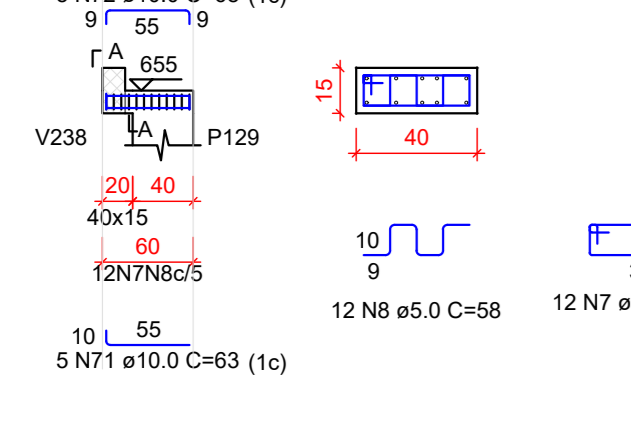 9 55 9
A
655
V238 A P129
20 40
40x15
60
12N7N8c/5
10 55
5 N71 ø10.0 C=63 (1c)
15
40
10
9
12 N8 ø5.0 C=58
12 N7 ø